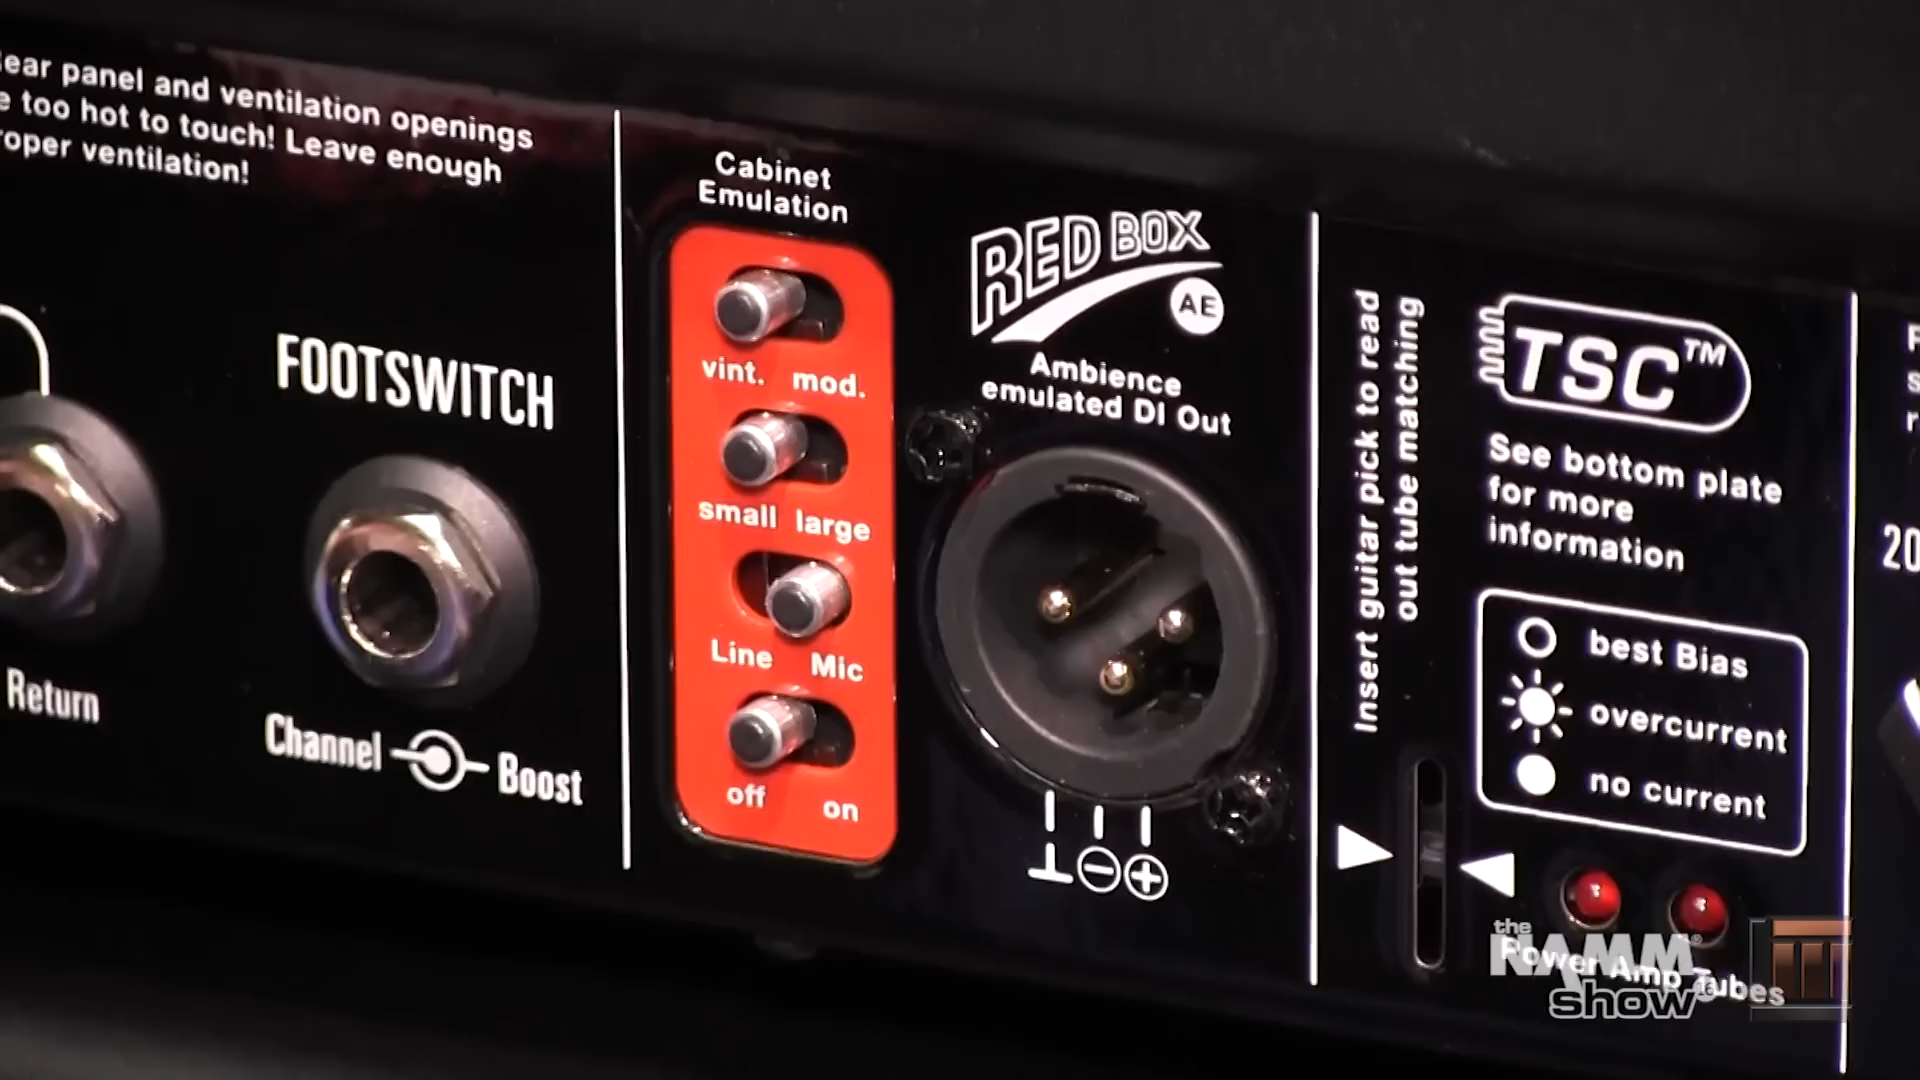 ear panel and ventilation openings
e too hot to touch! Leave enough
roper ventilation!
FOOTSWITCH
Return
Channel Boost
Cabinet
Emulation
vint. mod.
small large
Line Mic
off on
RED BOX
AE
Ambience
emulated DI Out
Insert guitar pick to read
out tube matching
TSC™
See bottom plate
for more
information
best Bias
overcurrent
no current
Power Amp Tubes
20
the
NAMM®
show
16